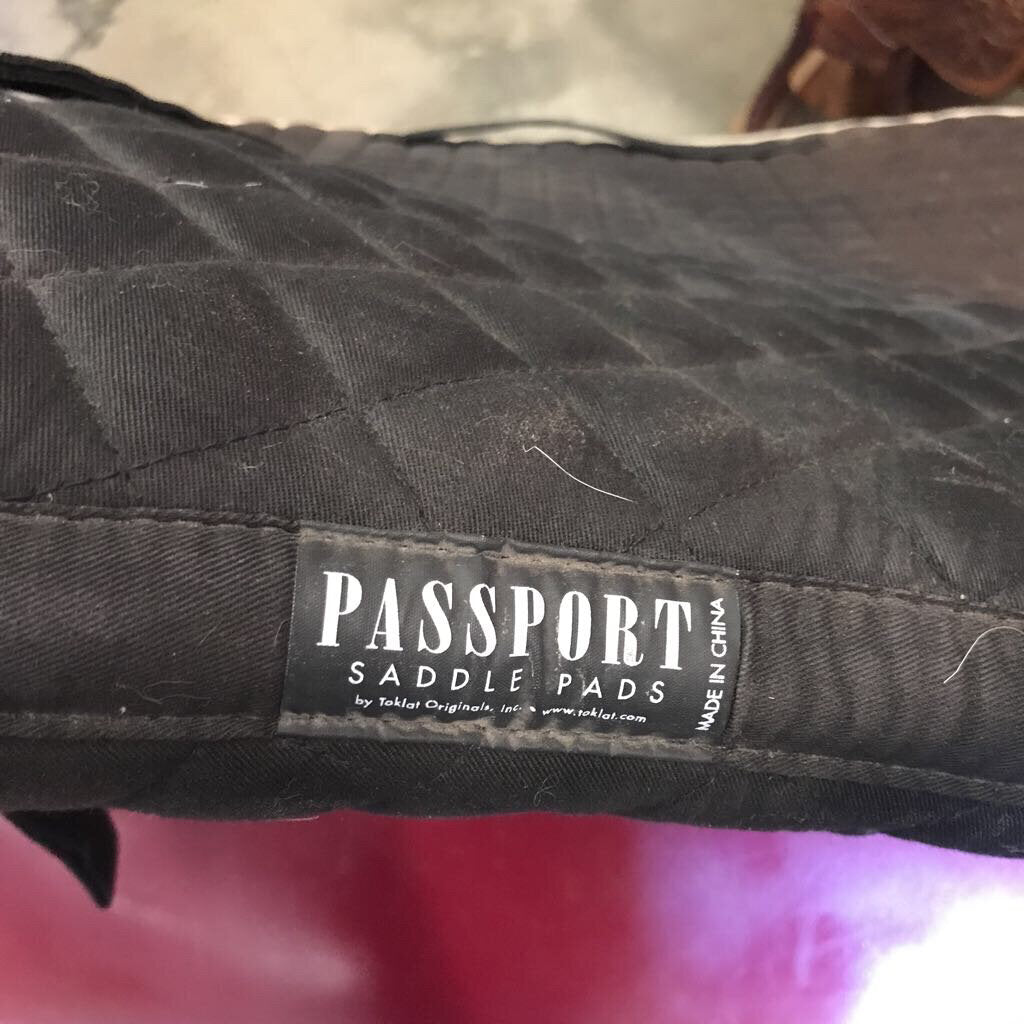 PASSPORT
SADDLE PADS
by Toklat Originals, Inc. • www.toklat.com
MADE IN CHINA